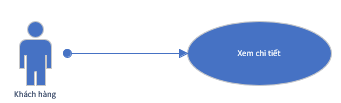 Xem chi tiết
Khách hàng